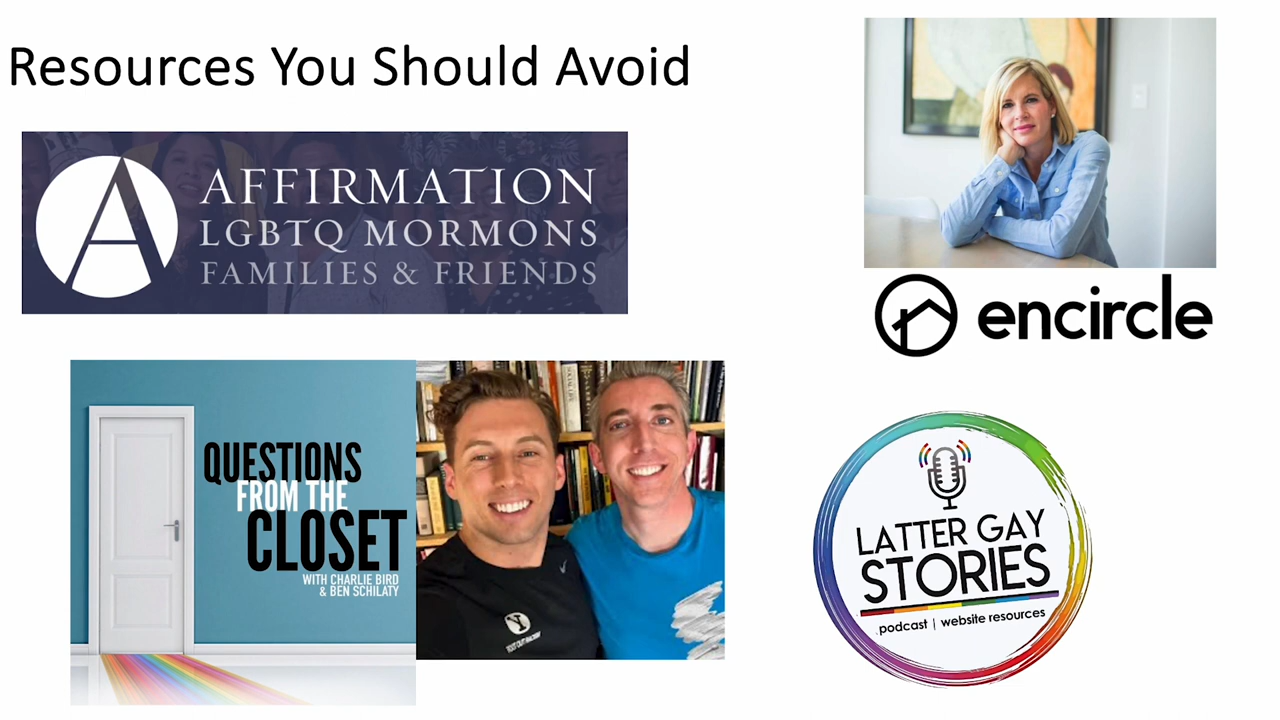 Resources You Should Avoid
AFFIRMATION
LGBTQ MORMONS
FAMILIES & FRIENDS
encircle
QUESTIONS
FROM THE
CLOSET
WITH CHARLIE BIRD
& BEN SCHILATY
Y
LATTER GAY
STORIES
podcast | website resources